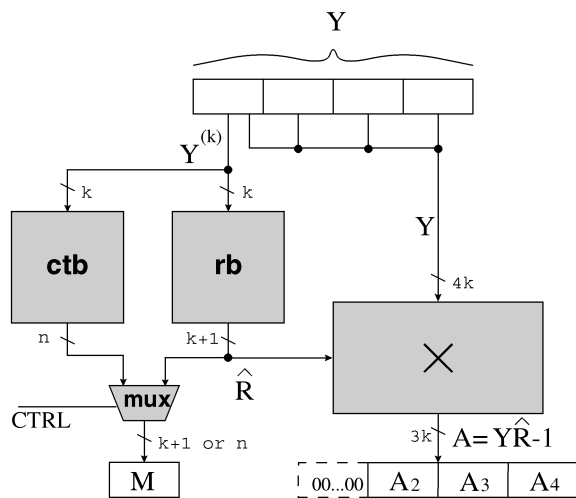 Y
Y(k)
k
k
Y
ctb
rb
4k
n
k+1
×
R̂
mux
CTRL
k+1 or n
3k
A=YR̂-1
M
00...00
A2
A3
A4